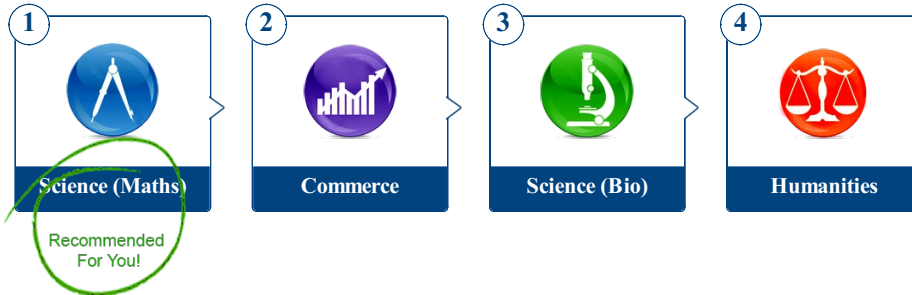 1
2
3
4
Science (Maths)
Commerce
Science (Bio)
Humanities
Recommended
For You!